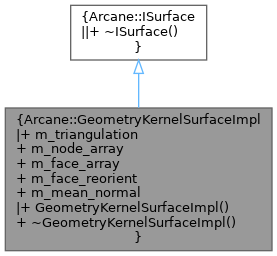 {Arcane::ISurface
||+ ~ISurface()
}
{Arcane::GeometryKernelSurfaceImpl
|+ m_triangulation
+ m_node_array
+ m_face_array
+ m_face_reorient
+ m_mean_normal
|+ GeometryKernelSurfaceImpl()
+ ~GeometryKernelSurfaceImpl()
}